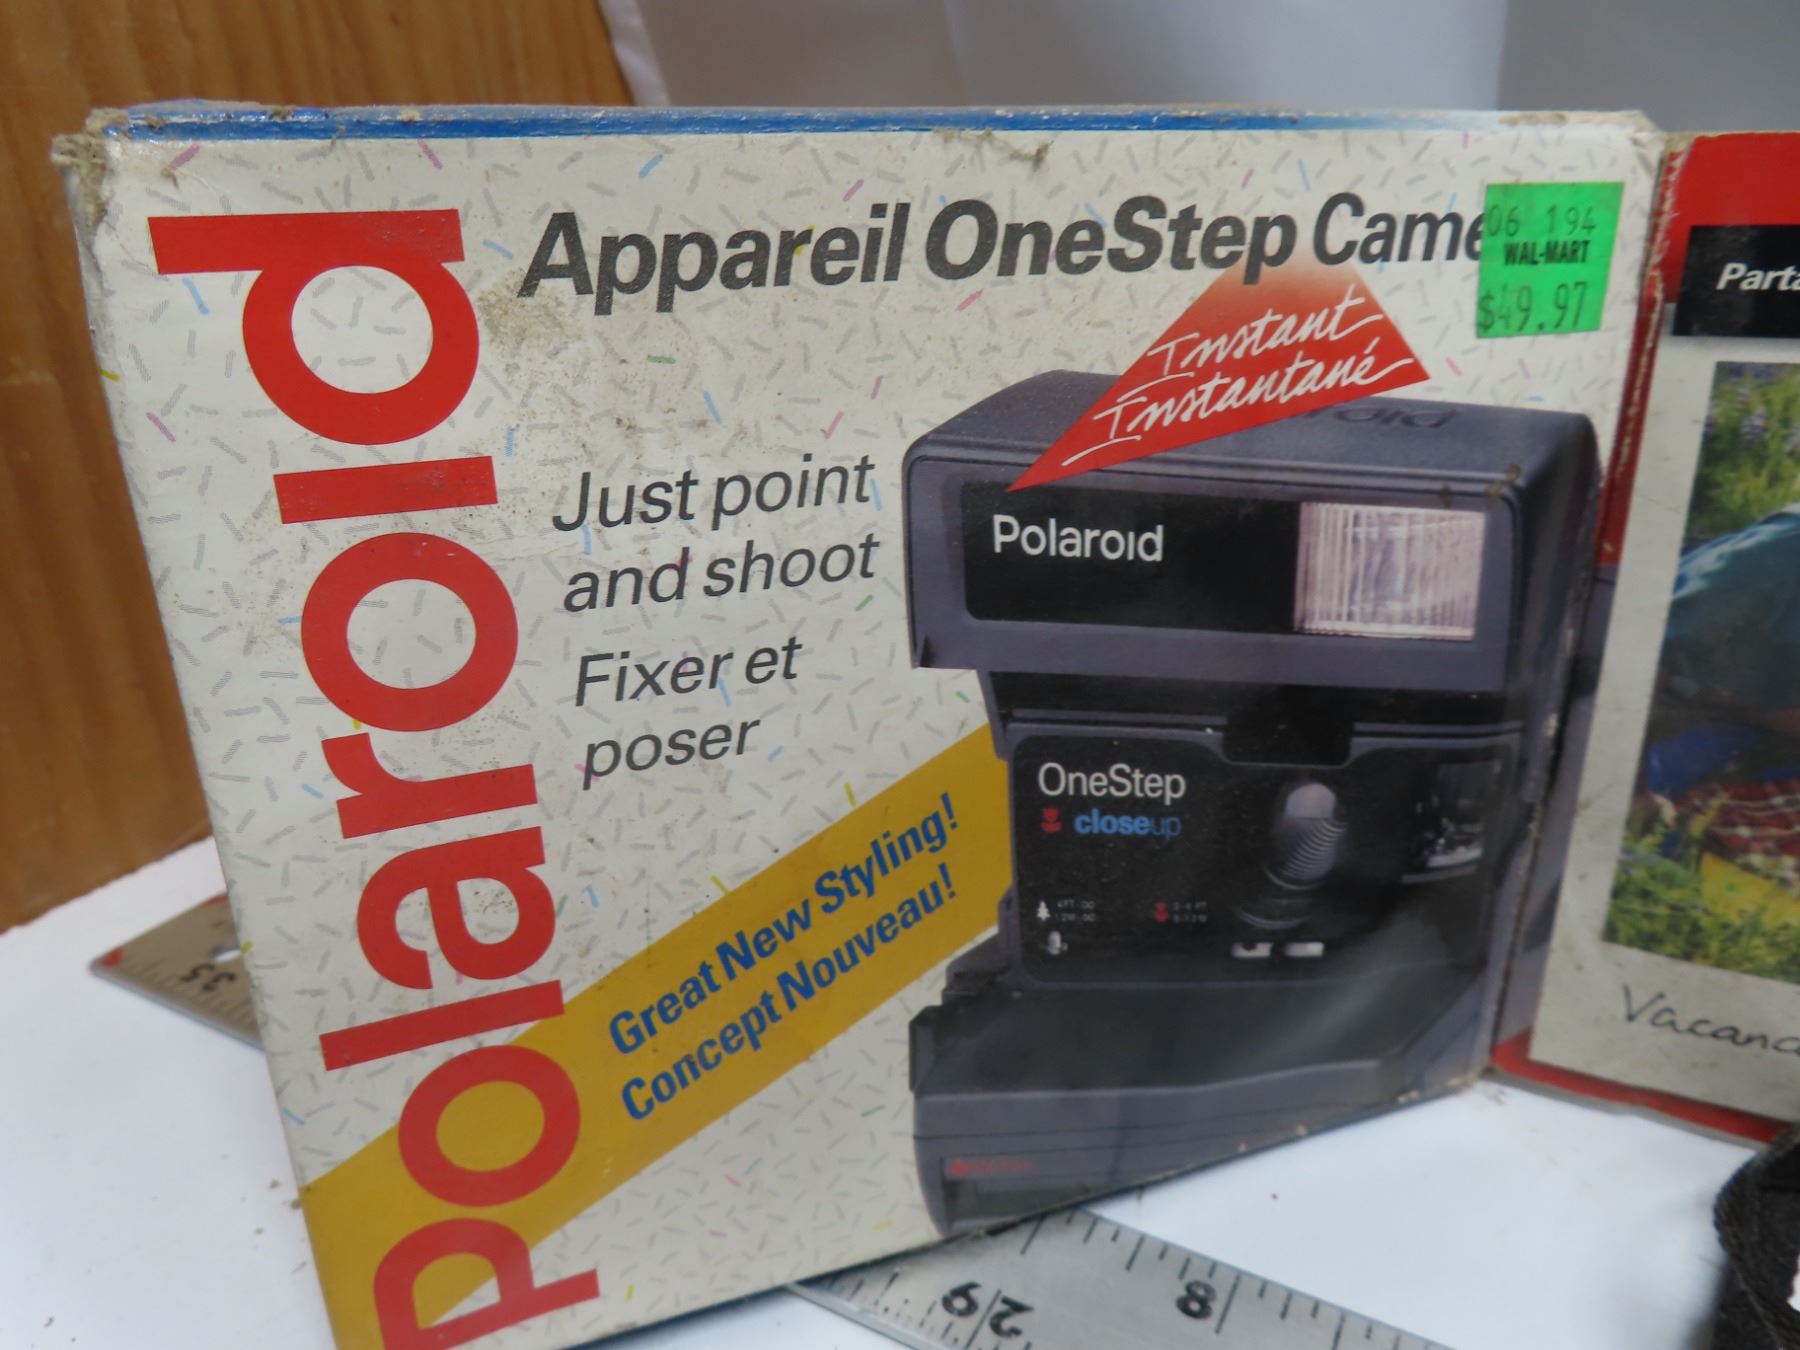 polaroid
Appareil OneStep Came
06 194
WAL-MART
$49.97
Instant
Instantané
Just point
and shoot
Fixer et
poser
Great New Styling!
Concept Nouveau!
Polaroid
OneStep
closeup
Parta
Vacanc
35
29
8